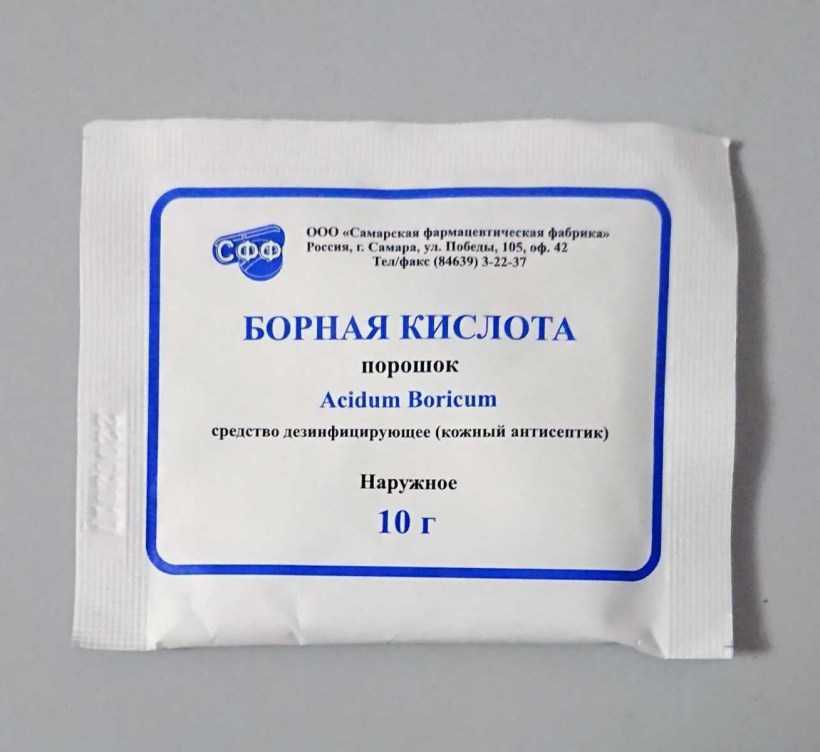 СФФ
ООО «Самарская фармацевтическая фабрика»
Россия, г. Самара, ул. Победы, 105, оф. 42
Тел/факс (84639) 3-22-37
БОРНАЯ КИСЛОТА
порошок
Acidum Boricum
средство дезинфицирующее (кожный антисептик)
Наружное
10 г